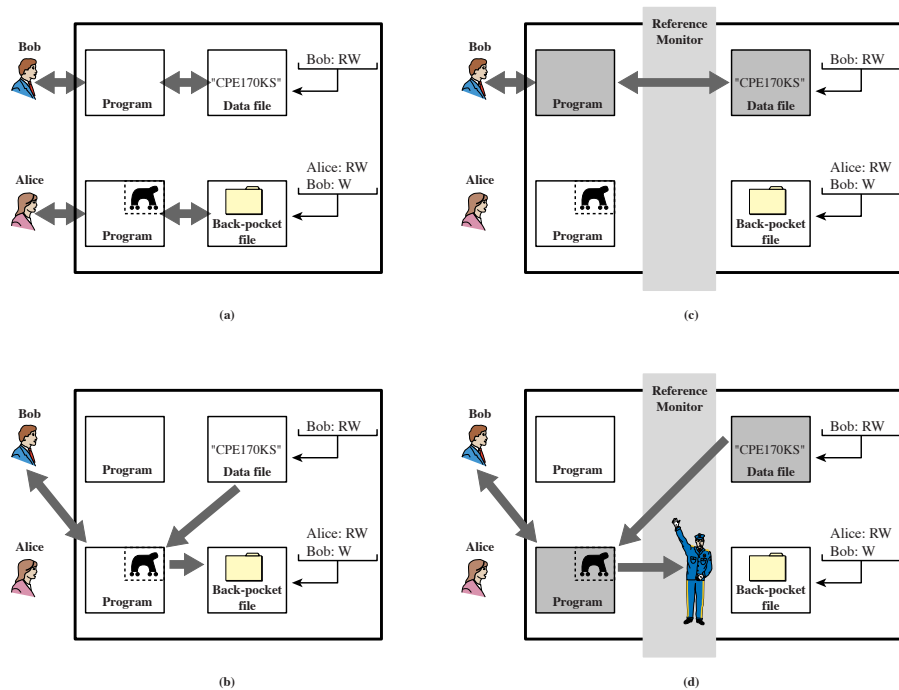 Bob
Program
"CPE170KS"
Data file
Bob: RW
Alice
Program
Back-pocket
file
Alice: RW
Bob: W
(a)
Reference
Monitor
Bob
Program
"CPE170KS"
Data file
Bob: RW
Alice
Program
Back-pocket
file
Alice: RW
Bob: W
(c)
Bob
Program
"CPE170KS"
Data file
Bob: RW
Alice
Program
Back-pocket
file
Alice: RW
Bob: W
(b)
Reference
Monitor
Bob
Program
"CPE170KS"
Data file
Bob: RW
Alice
Program
Back-pocket
file
Alice: RW
Bob: W
(d)